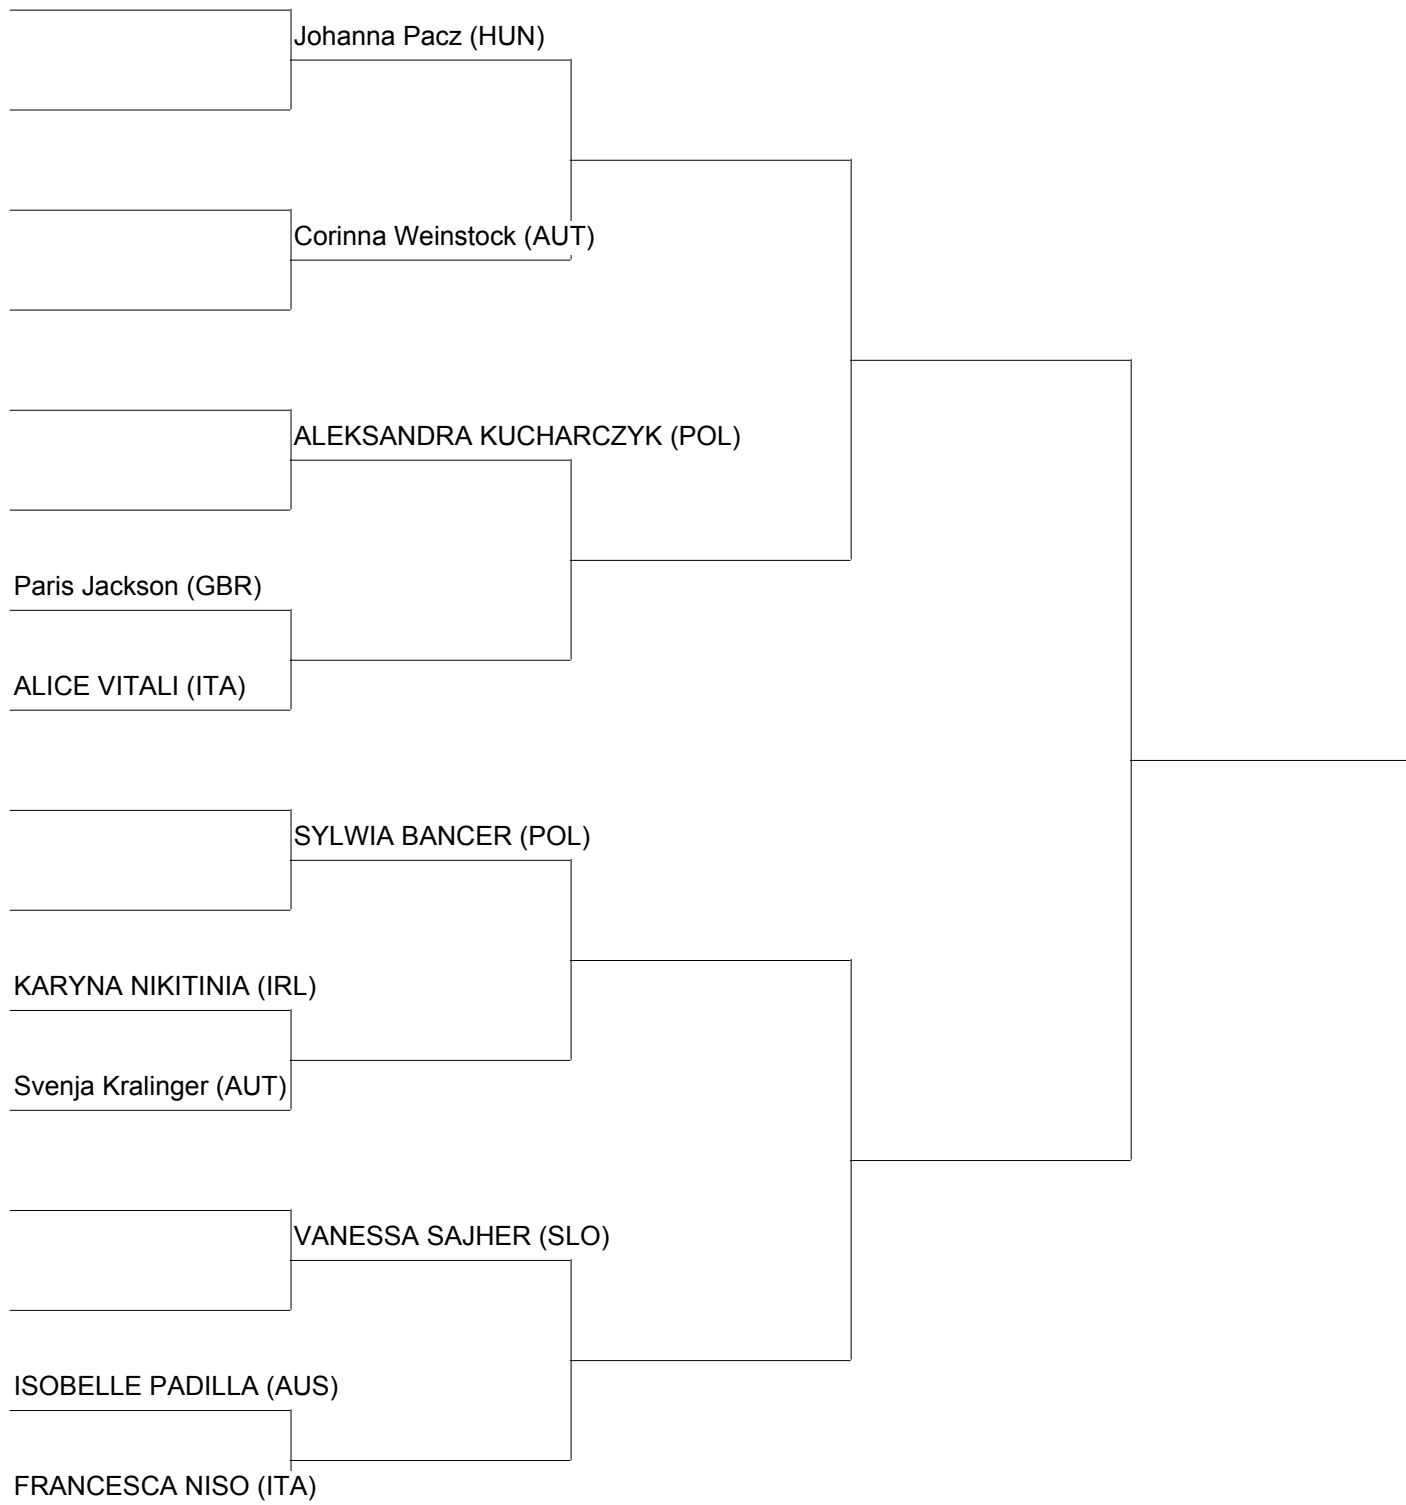 Johanna Pacz (HUN)
Corinna Weinstock (AUT)
ALEKSANDRA KUCHARCZYK (POL)
Paris Jackson (GBR)
ALICE VITALI (ITA)
SYLWIA BANCER (POL)
KARYNA NIKITINIA (IRL)
Svenja Kralinger (AUT)
VANESSA SAJHER (SLO)
ISOBELLE PADILLA (AUS)
FRANCESCA NISO (ITA)